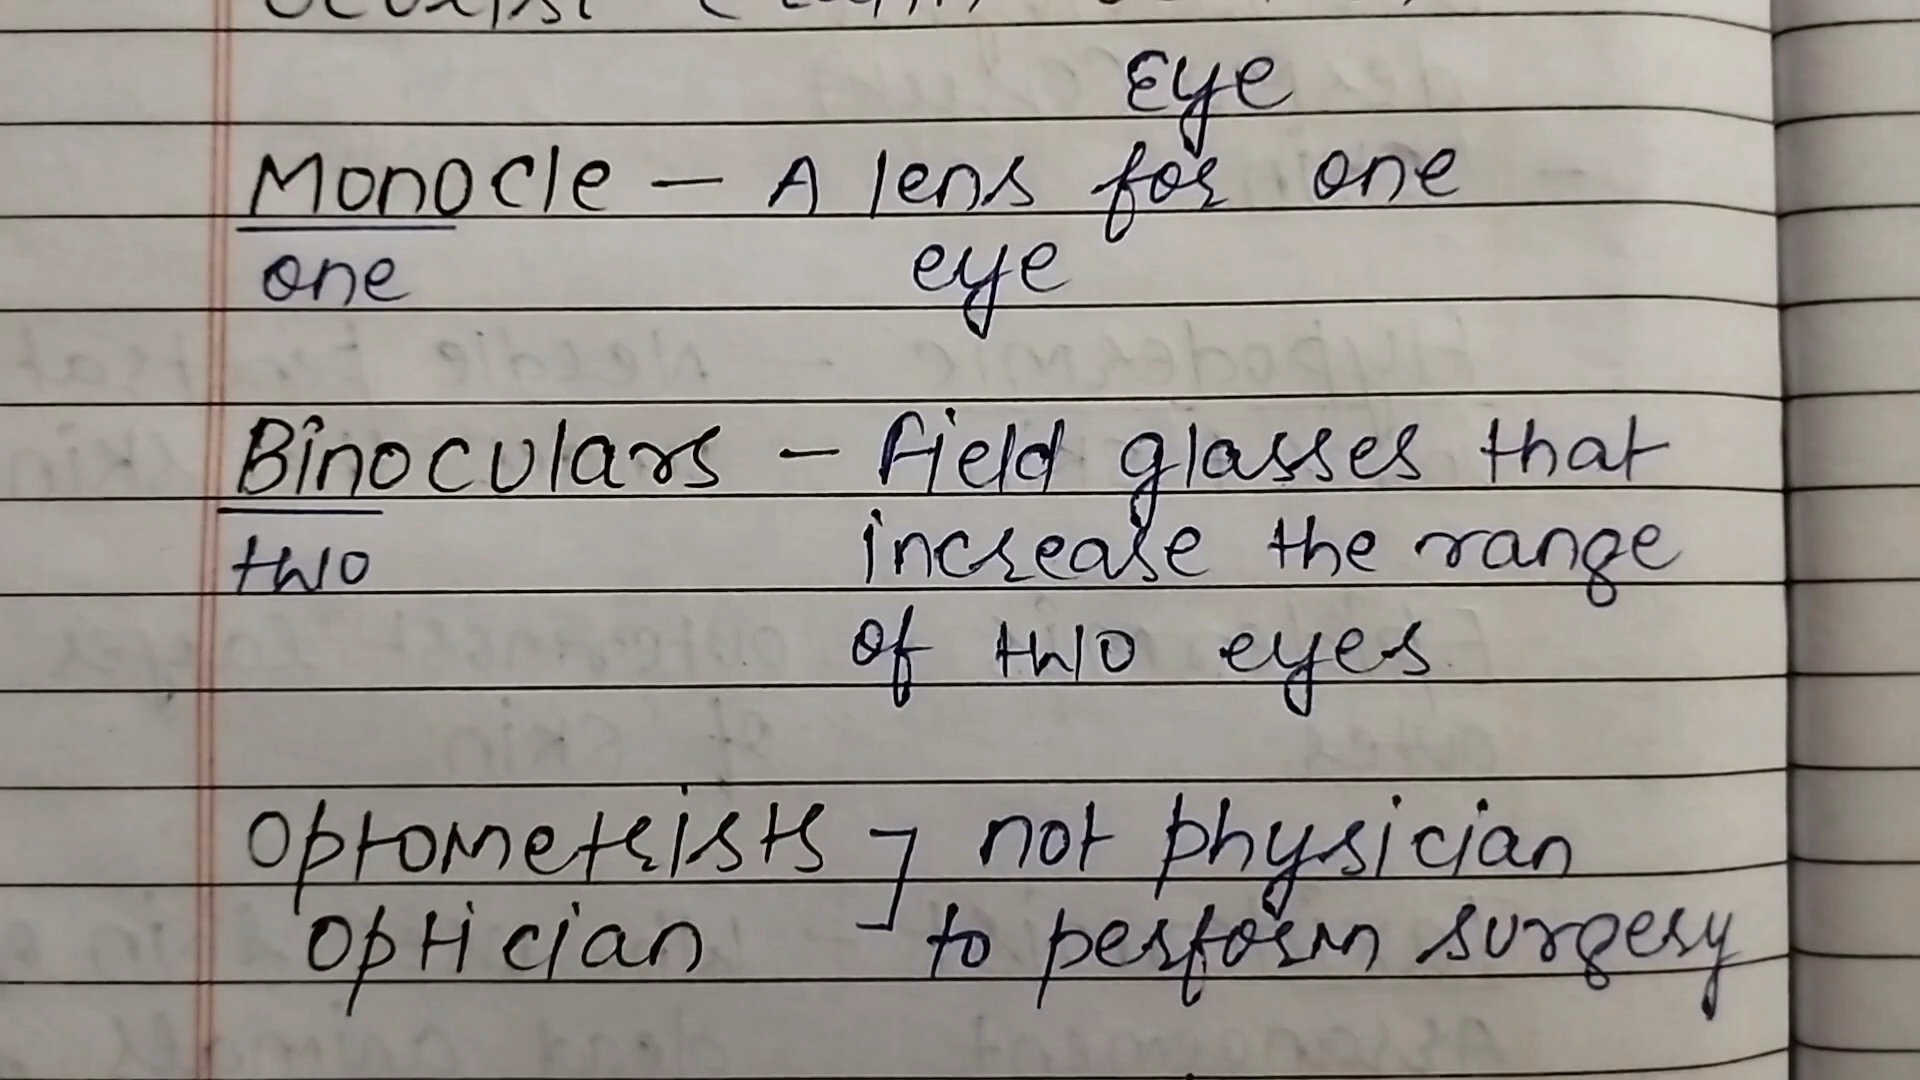 Eye
Monocle – A lens for one
one eye
Binoculars – Field glasses that
two increase the range
of two eyes
Optometrists ] not physician
Optician to perform surgery